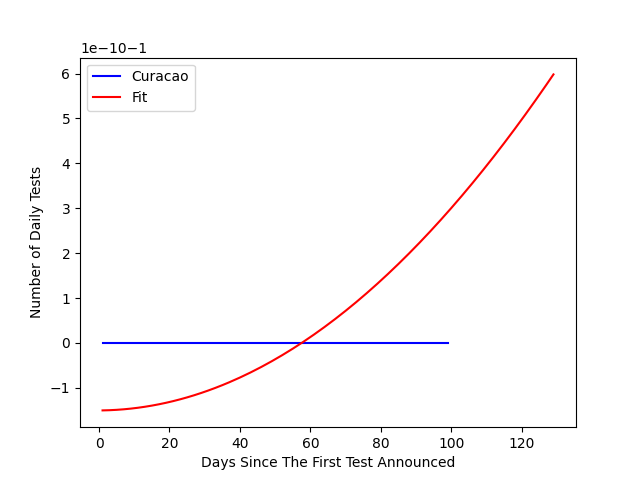 1e−10−1
Curacao
Fit
6
5
4
3
2
1
0
−1
Number of Daily Tests
0 20 40 60 80 100 120
Days Since The First Test Announced